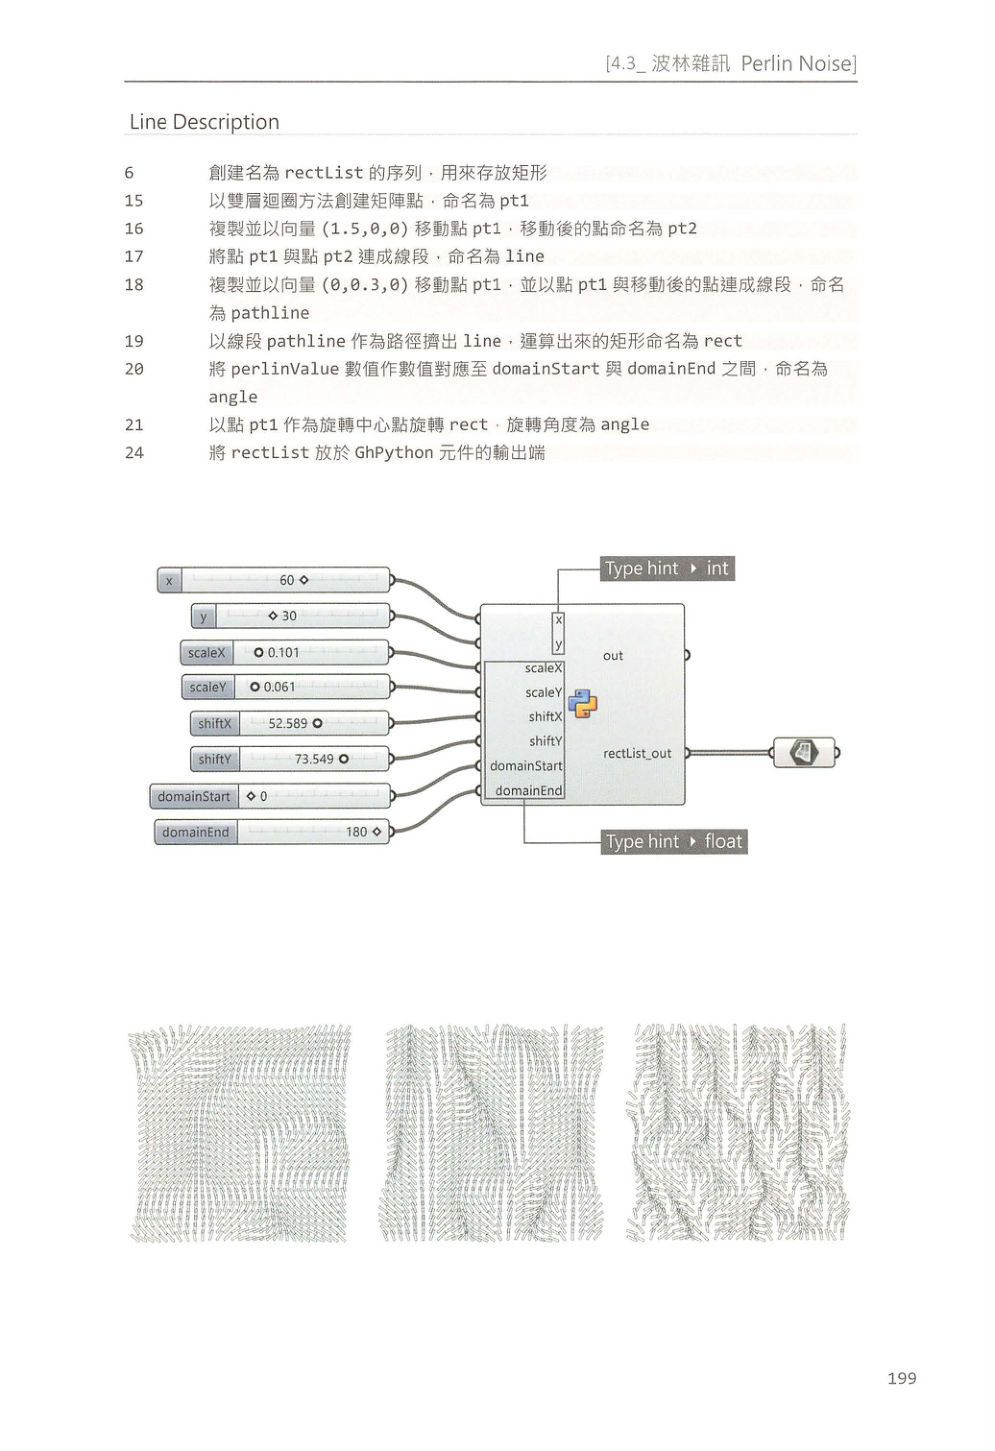 [4.3_ 波林雜訊 Perlin Noise]
Line Description
6 創建名為 rectList 的序列，用來存放矩形
15 以雙層迴圈方法創建矩陣點，命名為 pt1
16 複製並以向量 (1.5,0,0) 移動點 pt1，移動後的點命名為 pt2
17 將點 pt1 與點 pt2 連成線段，命名為 line
18 複製並以向量 (0,0.3,0) 移動點 pt1，並以點 pt1 與移動後的點連成線段，命名
為 pathline
19 以線段 pathline 作為路徑擠出 line，運算出來的矩形命名為 rect
20 將 perlinValue 數值作數值對應至 domainStart 與 domainEnd 之間，命名為
angle
21 以點 pt1 作為旋轉中心點旋轉 rect，旋轉角度為 angle
24 將 rectList 放於 GhPython 元件的輸出端
Type hint ▸ int
x 60
y 30
scaleX 0.101
scaleY 0.061
shiftX 52.589
shiftY 73.549
domainStart 0
domainEnd 180
x
y
scaleX
scaleY
shiftX
shiftY
domainStart
domainEnd
out
rectList_out
Type hint ▸ float
199